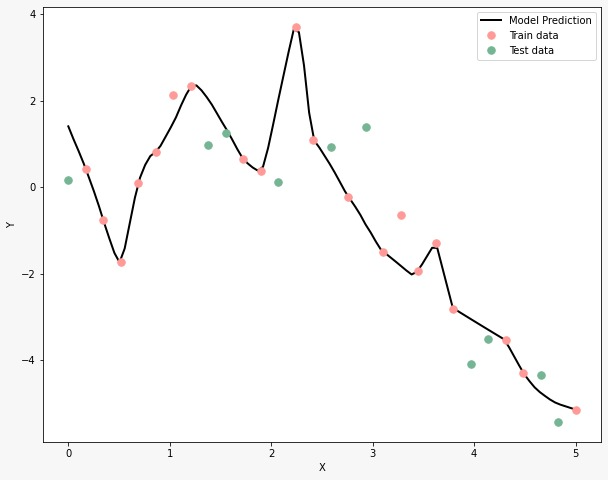 Model Prediction
Train data
Test data
4
2
0
−2
−4
Y
0 1 2 3 4 5
X